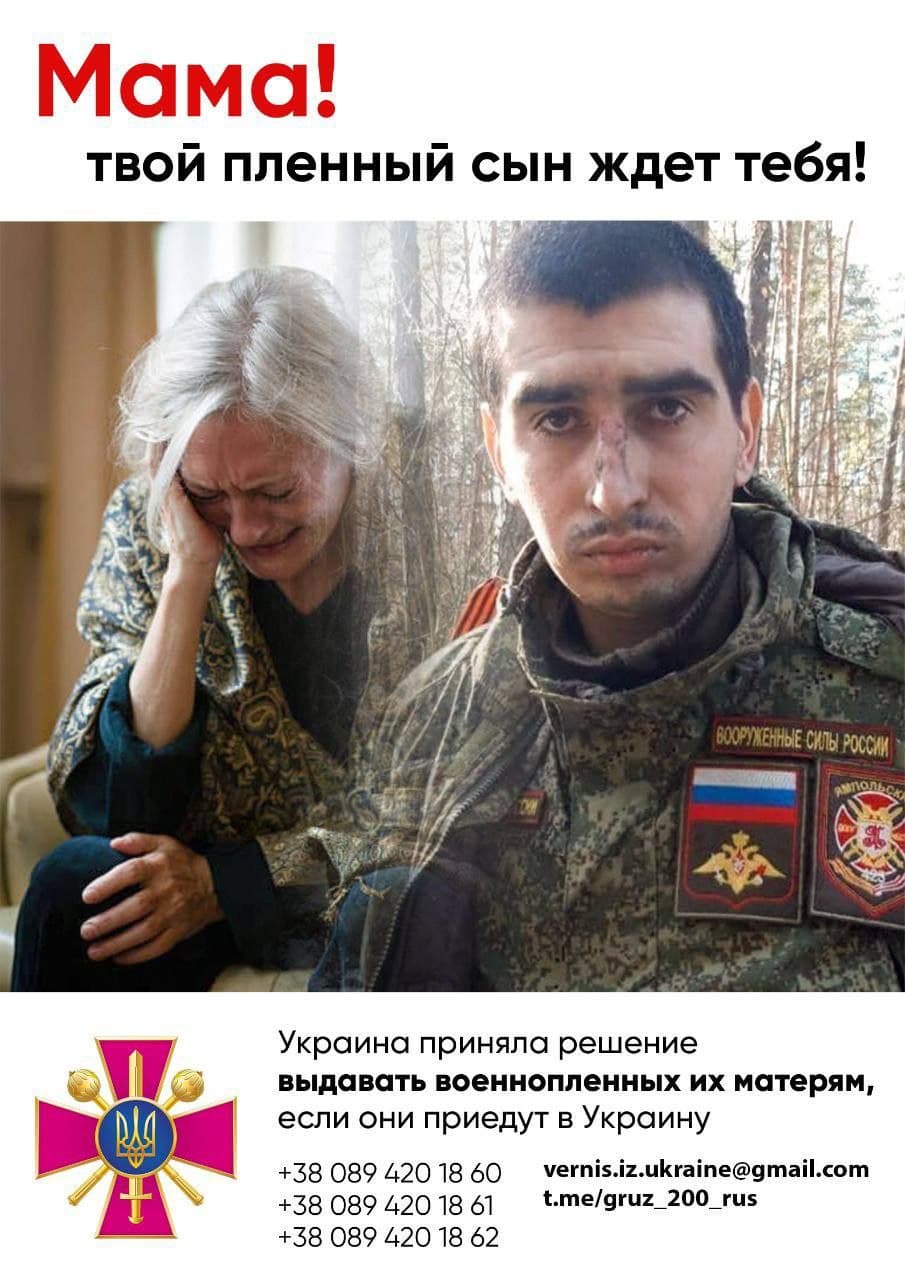 Мама!
твой пленный сын ждет тебя!
ВООРУЖЕННЫЕ СИЛЫ РОССИИ
Украина приняла решение
выдавать военнопленных их матерям,
если они приедут в Украину
+38 089 420 18 60
+38 089 420 18 61
+38 089 420 18 62
vernis.iz.ukraine@gmail.com
t.me/gruz_200_rus